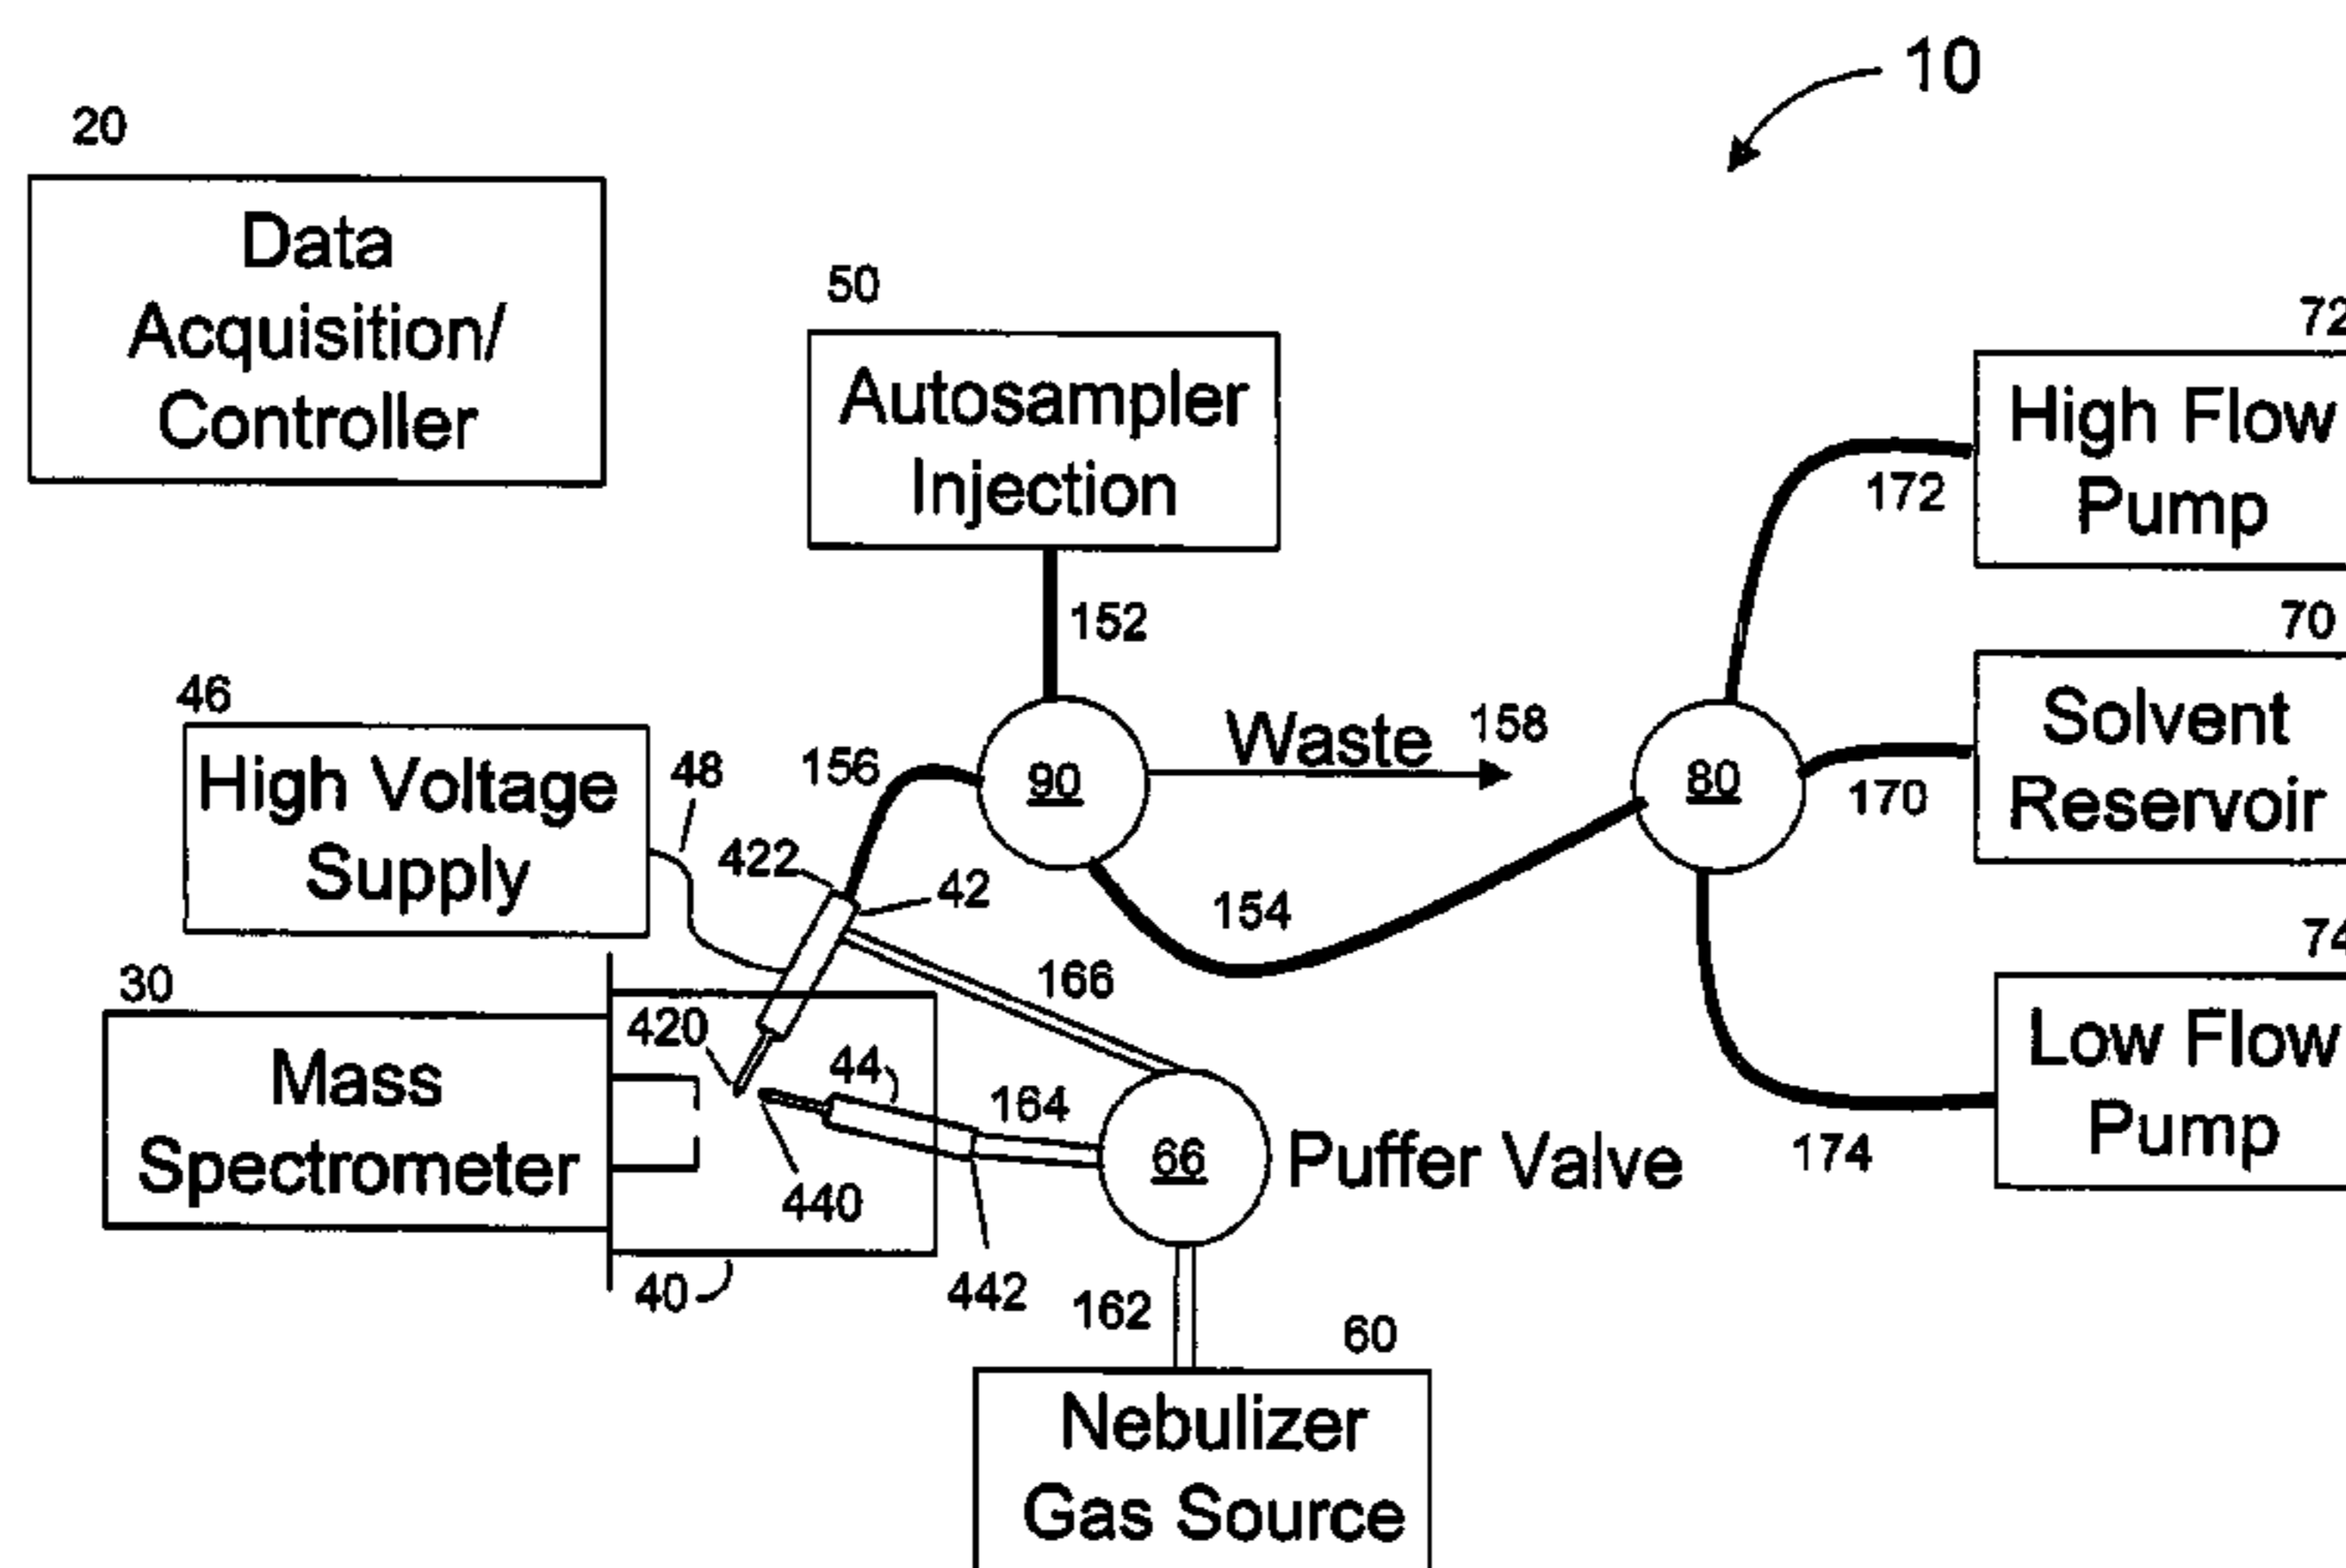 10
20
Data
Acquisition/
Controller
50
Autosampler
Injection
72
High Flow
Pump
172
152
70
Solvent
Reservoir
170
46
High Voltage
Supply
48
156
90
Waste
158
80
422
42
154
74
Low Flow
Pump
174
166
30
Mass
Spectrometer
420
44
164
440
66
Puffer Valve
40
442
162
60
Nebulizer
Gas Source